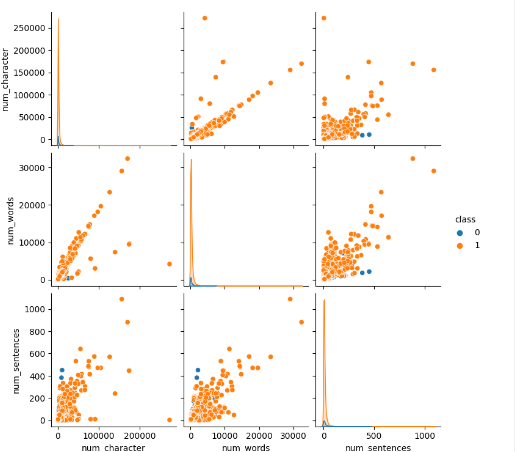 250000
200000
150000
100000
50000
0
num_character
30000
20000
10000
0
num_words
1000
800
600
400
200
0
num_sentences
0 100000 200000
num_character
0 10000 20000 30000
num_words
0 500 1000
num_sentences
class
0
1